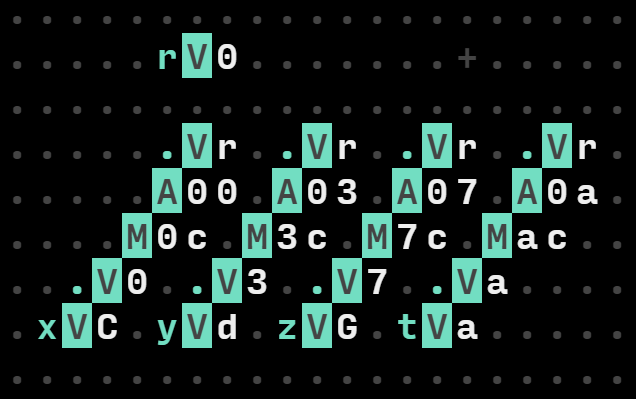 rV0 +
.Vr .Vr .Vr .Vr
A00 A03 A07 A0a
M0c M3c M7c Mac
.V0 .V3 .V7 .Va
xVC yVd zVG tVa